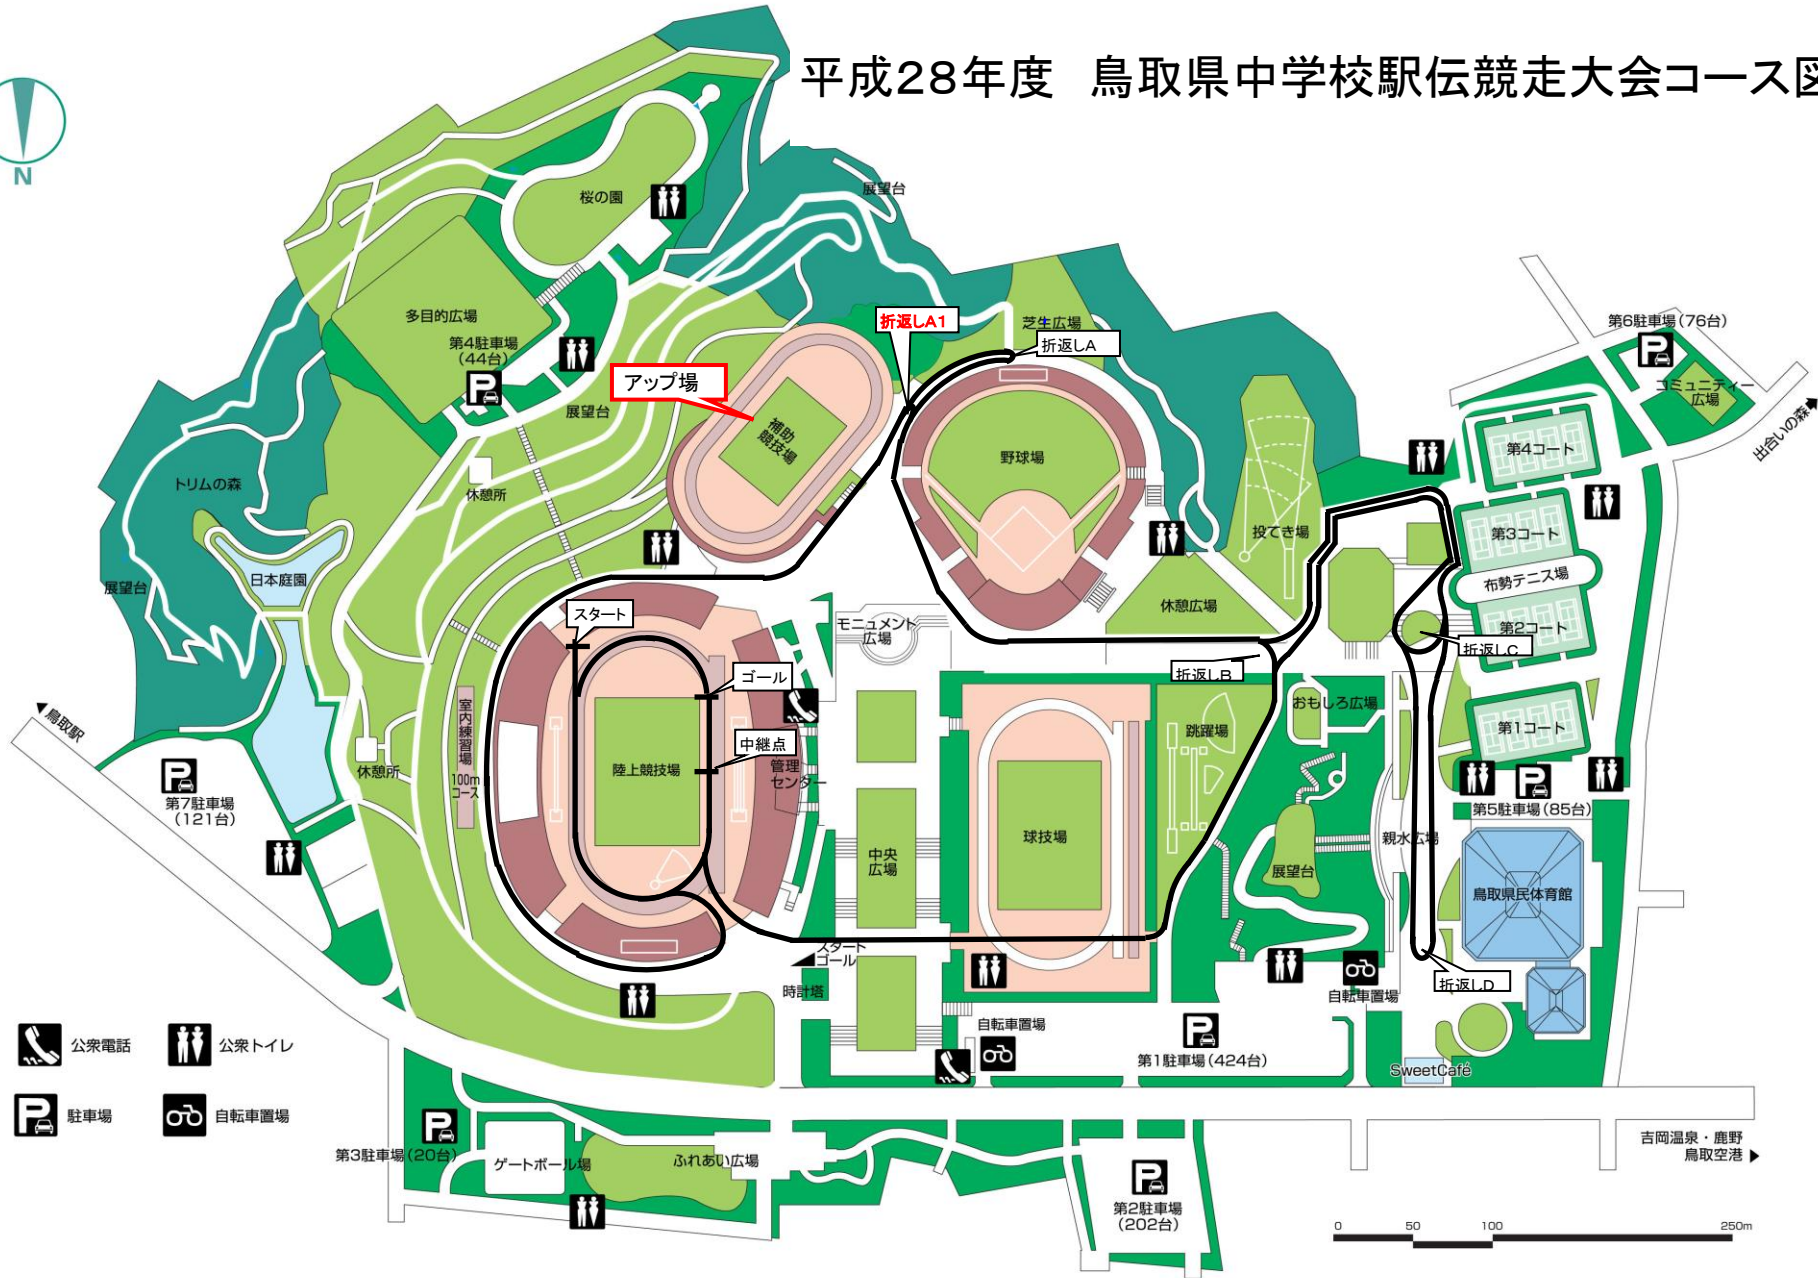 平成28年度　鳥取県中学校駅伝競走大会コース図
N
桜の園
展望台
多目的広場
第4駐車場
(44台)
折返しA1
芝生広場
折返しA
第6駐車場(76台)
コミュニティー
広場
出合いの森
アップ場
展望台
補助
競技場
野球場
第4コート
トリムの森
休憩所
投てき場
第3コート
布勢テニス場
展望台
日本庭園
スタート
モニュメント
広場
休憩広場
第2コート
折返しC
折返しB
ゴール
おもしろ広場
鳥取駅
室内練習場
100m
コース
跳躍場
第1コート
中継点
陸上競技場
管理
センター
休憩所
第7駐車場
(121台)
第5駐車場(85台)
球技場
親水広場
中央
広場
展望台
鳥取県民体育館
スタート
ゴール
時計塔
折返しD
自転車置場
自転車置場
公衆電話
公衆トイレ
第1駐車場(424台)
SweetCafé
駐車場
自転車置場
第3駐車場(20台)
ゲートボール場
ふれあい広場
吉岡温泉・鹿野
鳥取空港
第2駐車場
(202台)
0 50 100 250m